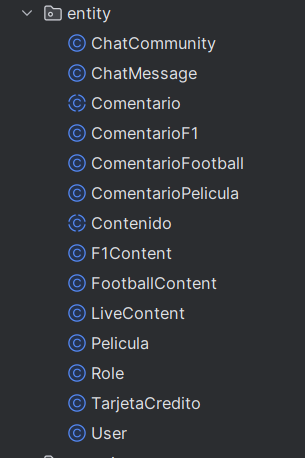 entity
ChatCommunity
ChatMessage
Comentario
ComentarioF1
ComentarioFootball
ComentarioPelicula
Contenido
F1Content
FootballContent
LiveContent
Pelicula
Role
TarjetaCredito
User